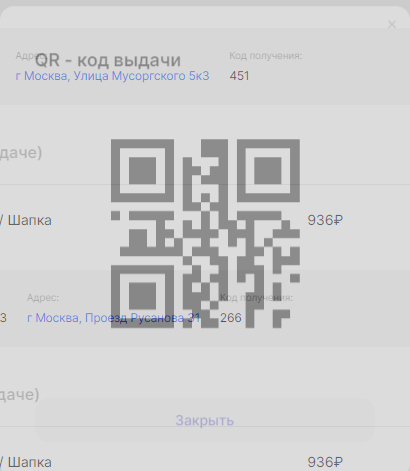 ×
Адрес:
QR - код выдачи
Код получения:
г Москва, Улица Мусоргского 5к3
451
даче)
/ Шапка
936₽
Адрес:
Код получения:
3
г Москва, Проезд Русанова 31
266
даче)
Закрыть
/ Шапка
936₽